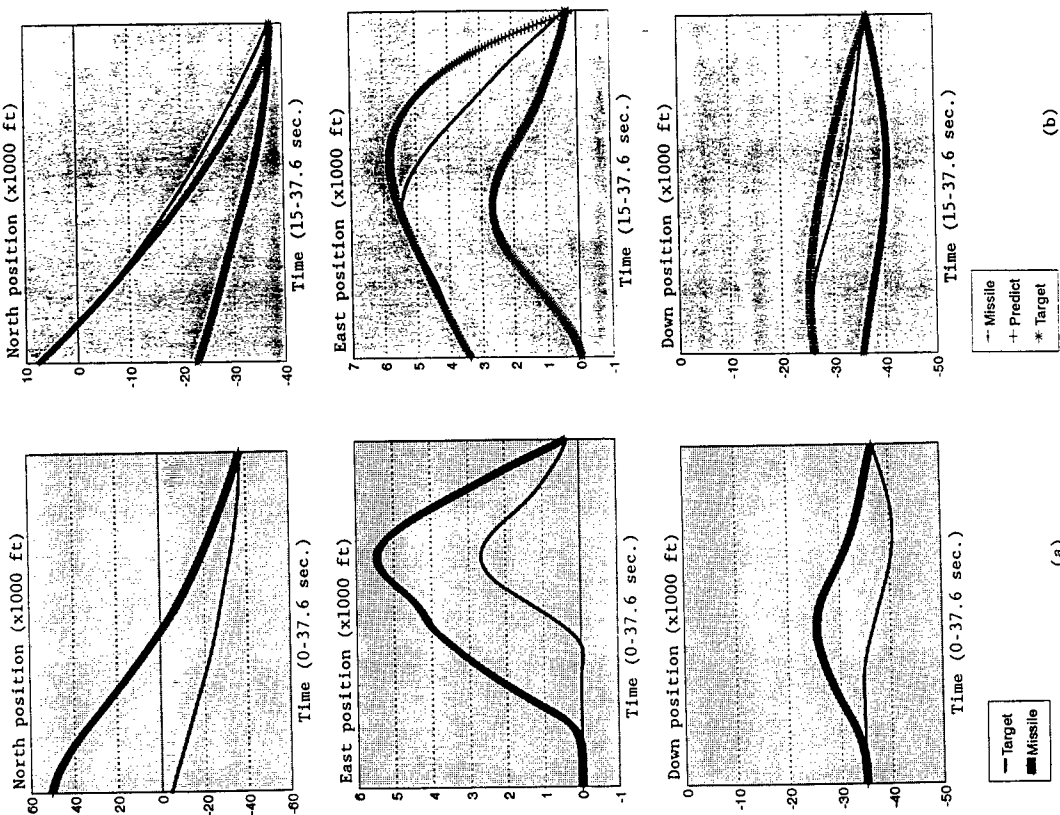 North position (x1000 ft)
60
40
20
0
-20
-40
-60
Time (0-37.6 sec.)
East position (x1000 ft)
6
5
4
3
2
1
0
-1
Time (0-37.6 sec.)
Down position (x1000 ft)
0
-10
-20
-30
-40
-50
Time (0-37.6 sec.)
Target
Missile
(a)
North position (x1000 ft)
10
0
-10
-20
-30
-40
Time (15-37.6 sec.)
East position (x1000 ft)
7
6
5
4
3
2
1
0
-1
Time (15-37.6 sec.)
Down position (x1000 ft)
0
-10
-20
-30
-40
-50
Time (15-37.6 sec.)
Missile
+ Predict
* Target
(b)